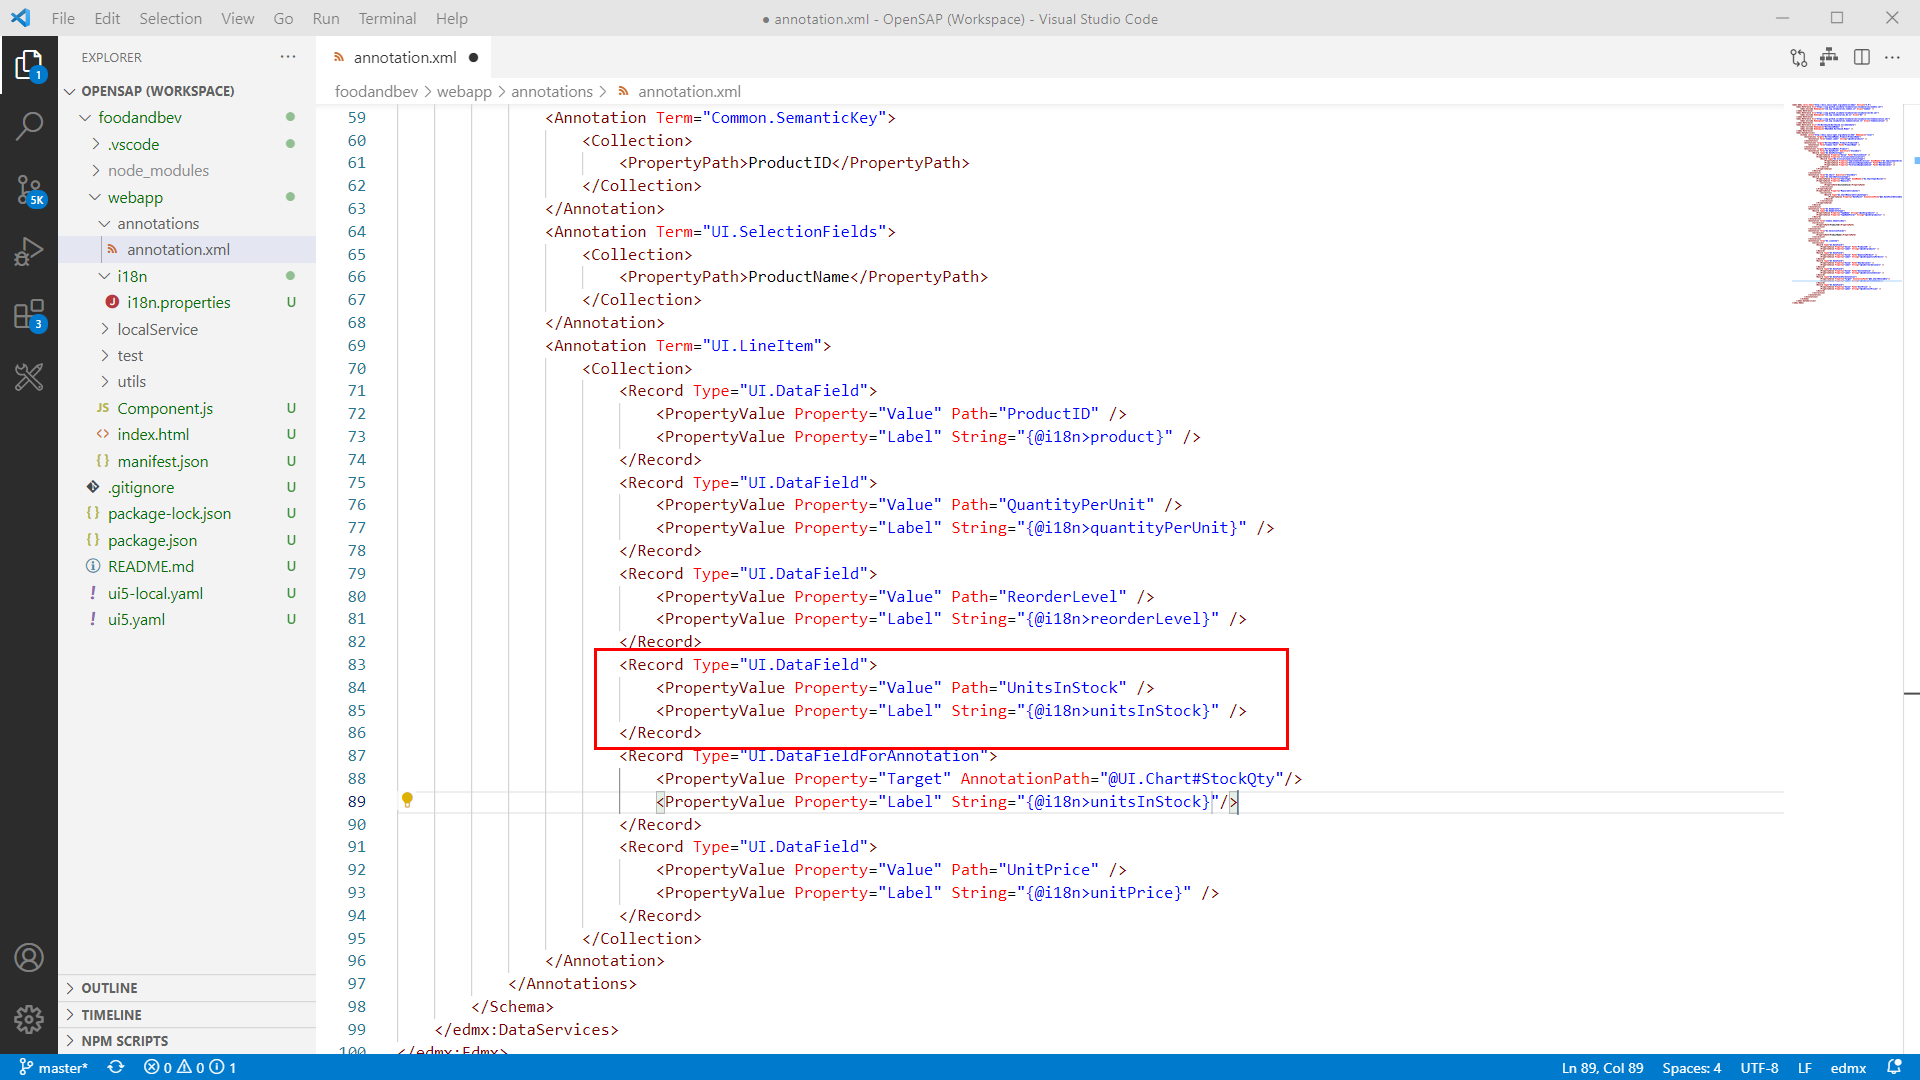 File Edit Selection View Go Run Terminal Help
● annotation.xml - OpenSAP (Workspace) - Visual Studio Code
EXPLORER
annotation.xml
OPENSAP (WORKSPACE)
foodandbev > webapp > annotations > annotation.xml
foodandbev
.vscode
node_modules
webapp
annotations
annotation.xml
i18n
i18n.properties U
localService
test
utils
Component.js U
index.html U
manifest.json U
.gitignore U
package-lock.json U
package.json U
README.md U
ui5-local.yaml U
ui5.yaml U
OUTLINE
TIMELINE
NPM SCRIPTS
1
5K
3
59 <Annotation Term="Common.SemanticKey">
60 <Collection>
61 <PropertyPath>ProductID</PropertyPath>
62 </Collection>
63 </Annotation>
64 <Annotation Term="UI.SelectionFields">
65 <Collection>
66 <PropertyPath>ProductName</PropertyPath>
67 </Collection>
68 </Annotation>
69 <Annotation Term="UI.LineItem">
70 <Collection>
71 <Record Type="UI.DataField">
72 <PropertyValue Property="Value" Path="ProductID" />
73 <PropertyValue Property="Label" String="{@i18n>product}" />
74 </Record>
75 <Record Type="UI.DataField">
76 <PropertyValue Property="Value" Path="QuantityPerUnit" />
77 <PropertyValue Property="Label" String="{@i18n>quantityPerUnit}" />
78 </Record>
79 <Record Type="UI.DataField">
80 <PropertyValue Property="Value" Path="ReorderLevel" />
81 <PropertyValue Property="Label" String="{@i18n>reorderLevel}" />
82 </Record>
83 <Record Type="UI.DataField">
84 <PropertyValue Property="Value" Path="UnitsInStock" />
85 <PropertyValue Property="Label" String="{@i18n>unitsInStock}" />
86 </Record>
87 <Record Type="UI.DataFieldForAnnotation">
88 <PropertyValue Property="Target" AnnotationPath="@UI.Chart#StockQty"/>
89 <PropertyValue Property="Label" String="{@i18n>unitsInStock}"/>
90 </Record>
91 <Record Type="UI.DataField">
92 <PropertyValue Property="Value" Path="UnitPrice" />
93 <PropertyValue Property="Label" String="{@i18n>unitPrice}" />
94 </Record>
95 </Collection>
96 </Annotation>
97 </Annotations>
98 </Schema>
99 </edmx:DataServices>
100 </edmx:Edmx>
master* 0 0 1 Ln 89, Col 89 Spaces: 4 UTF-8 LF edmx